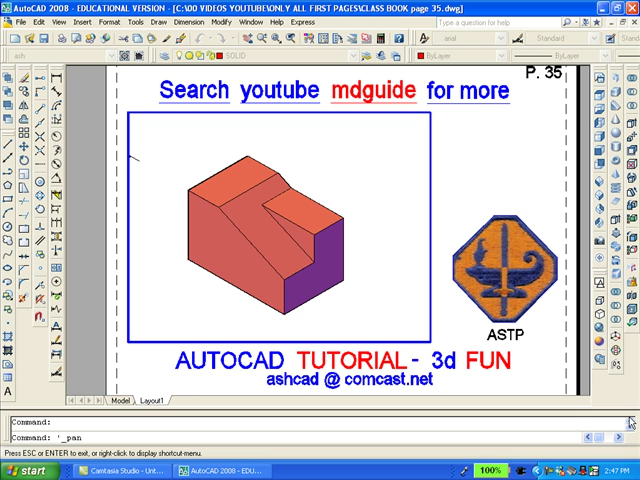 AutoCAD 2008 - EDUCATIONAL VERSION - [C:\00 VIDEOS YOUTUBE\ONLY ALL FIRST PAGES\CLASS BOOK page 35.dwg]
File Edit View Insert Format Tools Draw Dimension Modify Window Help Express
Type a question for help
Annotative
Standard
ash
SOLID
ByLayer
ByLayer
P. 35
Search youtube mdguide for more
ASTP
AUTOCAD TUTORIAL - 3d FUN
ashcad @ comcast.net
Model Layout1
Command:
Command: '_pan
Press ESC or ENTER to exit, or right-click to display shortcut-menu.
start
Camtasia Studio - Unt...
AutoCAD 2008 - EDU...
100%
2:47 PM